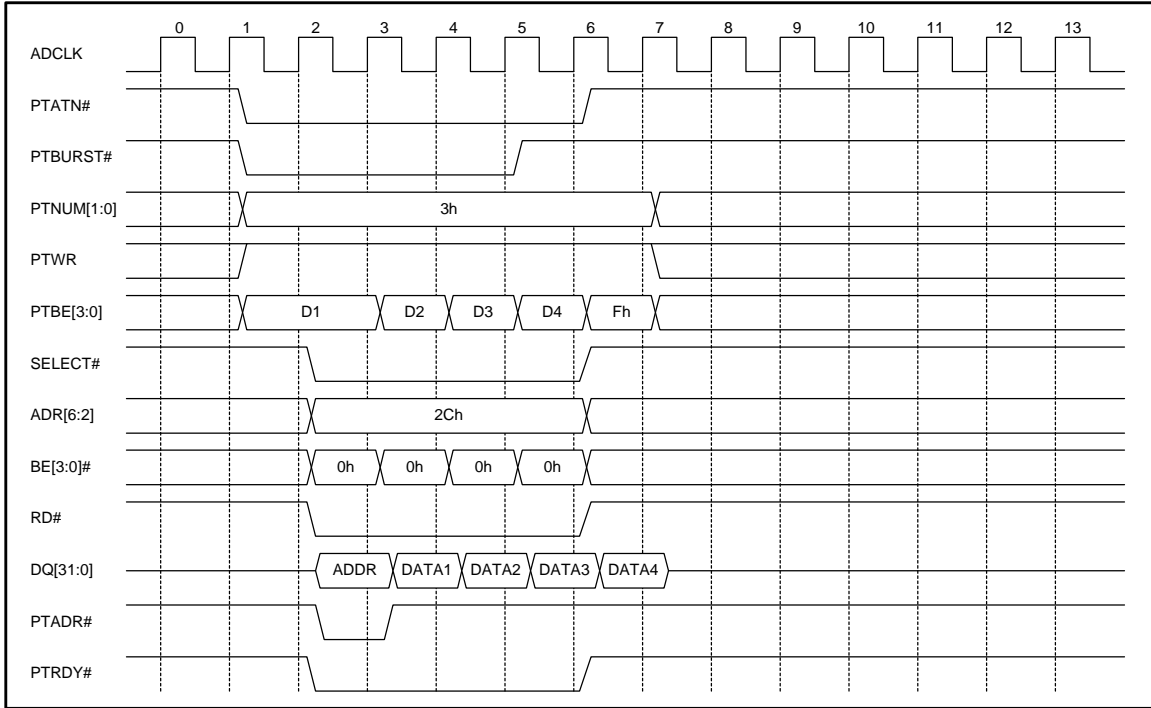 0 1 2 3 4 5 6 7 8 9 10 11 12 13
ADCLK
PTATN#
PTBURST#
PTNUM[1:0] 3h
PTWR
PTBE[3:0] D1 D2 D3 D4 Fh
SELECT#
ADR[6:2] 2Ch
BE[3:0]# 0h 0h 0h 0h
RD#
DQ[31:0] ADDR DATA1 DATA2 DATA3 DATA4
PTADR#
PTRDY#